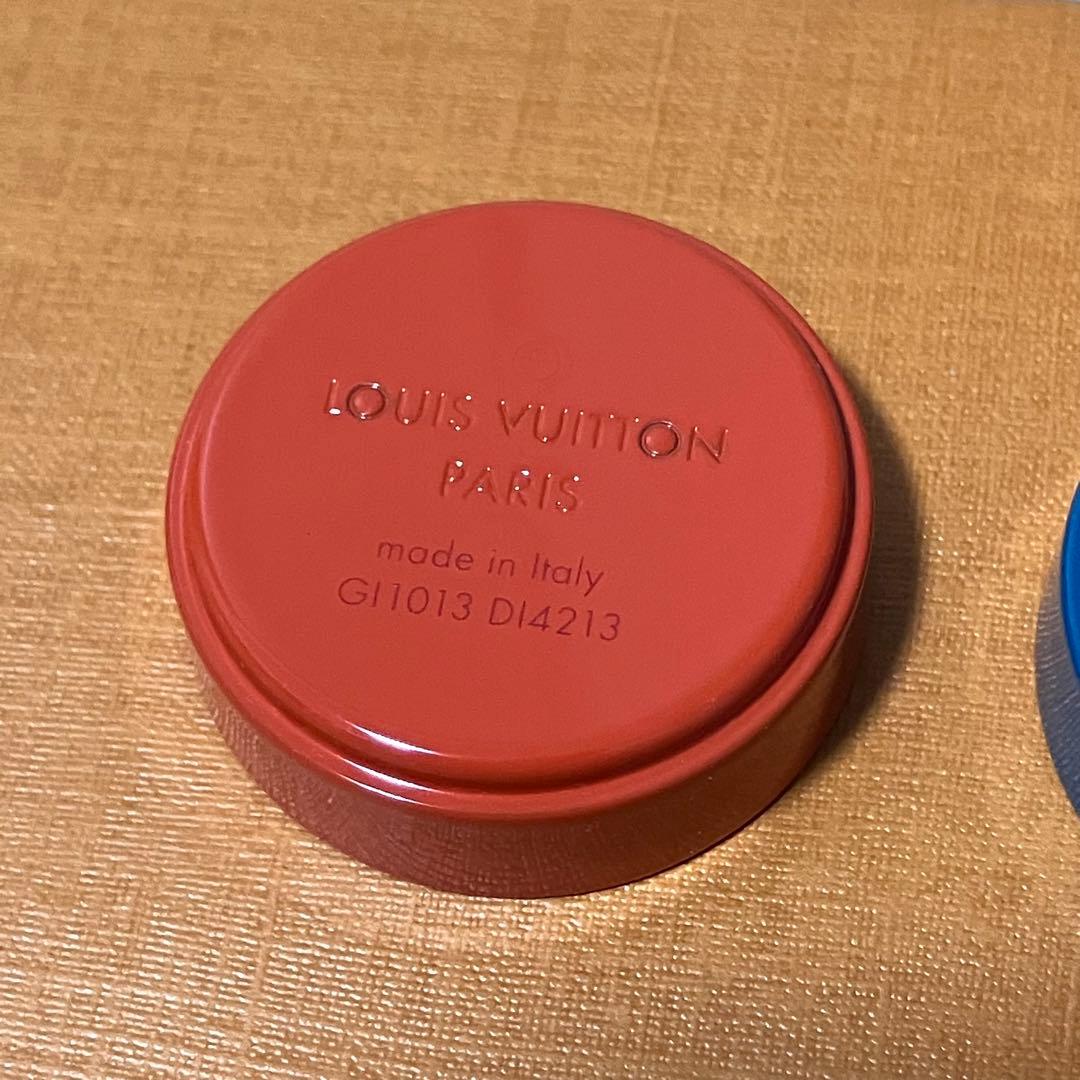 LOUIS VUITTON
PARIS
made in Italy
GI1013 DI4213